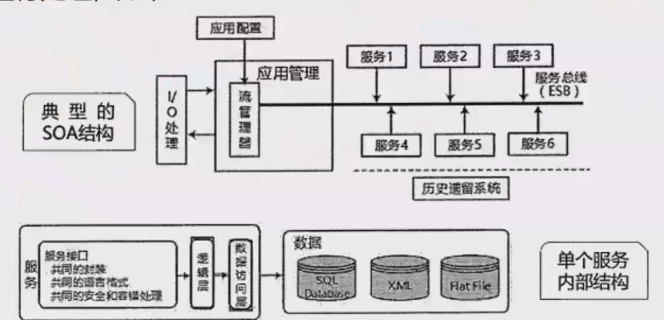 应用配置
应用管理
服务1
服务2
服务3
服务总线
(ESB)
I/O处理
流管理器
典型的
SOA结构
服务4
服务5
服务6
历史遗留系统
服务
服务接口
共同的封装
共同的语言格式
共同的安全和容错处理
逻辑层
数据访问层
数据
SQL
Database
XML
Flat File
单个服务
内部结构